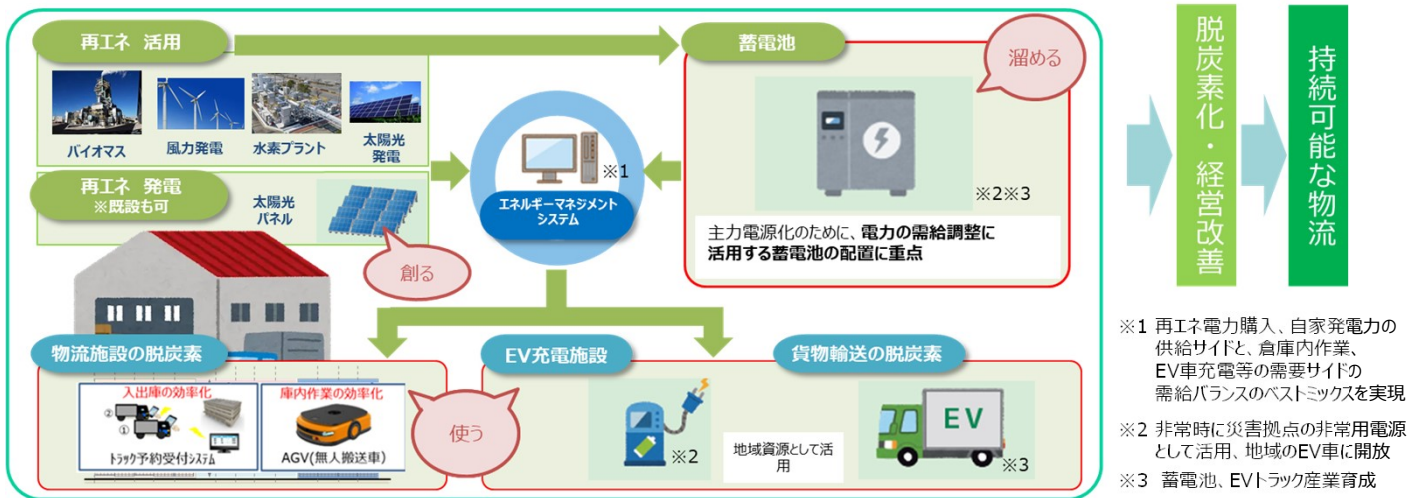 再エネ 活用
バイオマス
風力発電
水素プラント
太陽光
発電
再エネ 発電
※既設も可
太陽光
パネル
創る
※1
エネルギーマネジメント
システム
蓄電池
溜める
※2※3
主力電源化のために、電力の需給調整に
活用する蓄電池の配置に重点
物流施設の脱炭素
入出庫の効率化
②
①
トラック予約受付システム
庫内作業の効率化
AGV(無人搬送車)
使う
EV充電施設
※2
地域資源として活
用
貨物輸送の脱炭素
EV
※3
脱炭素化・経営改善
持続可能な物流
※1 再エネ電力購入、自家発電力の
供給サイドと、倉庫内作業、
EV車充電等の需要サイドの
需給バランスのベストミックスを実現
※2 非常時に災害拠点の非常用電源
として活用、地域のEV車に開放
※3 蓄電池、EVトラック産業育成